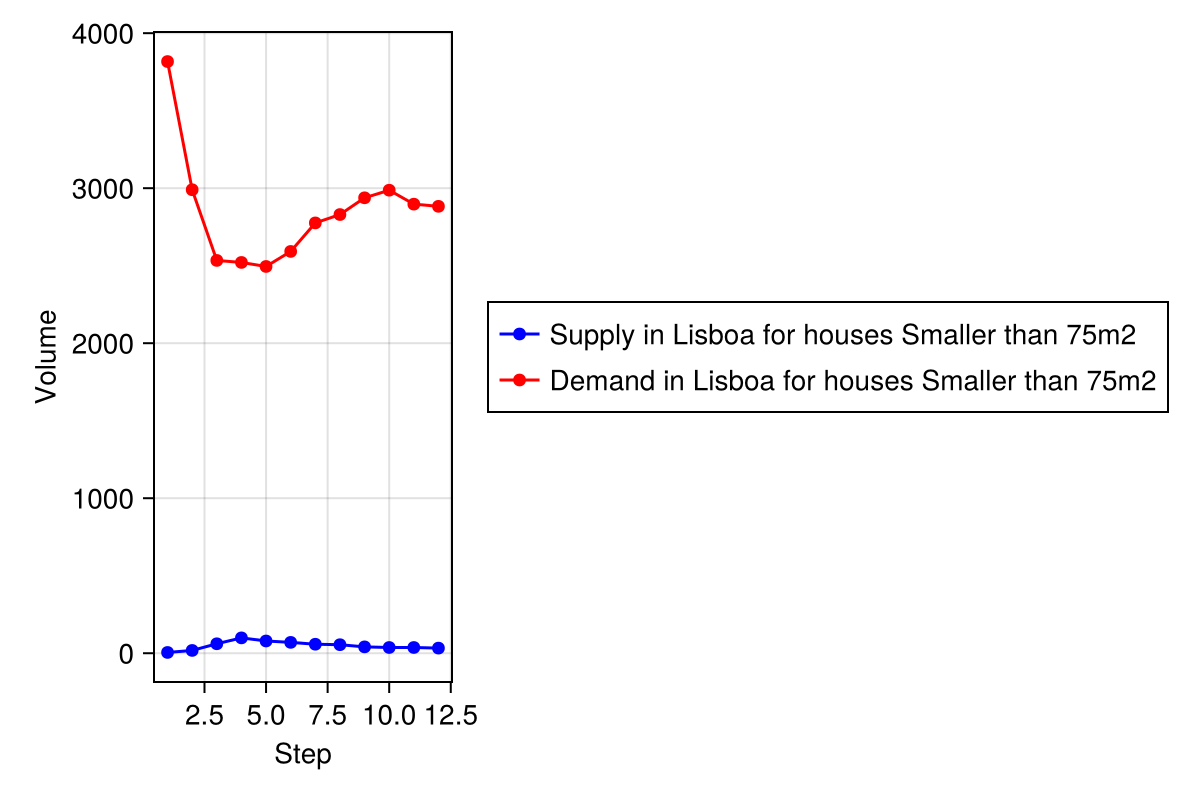 4000
3000
2000
1000
0
Volume
2.5 5.0 7.5 10.0 12.5
Step
Supply in Lisboa for houses Smaller than 75m2
Demand in Lisboa for houses Smaller than 75m2